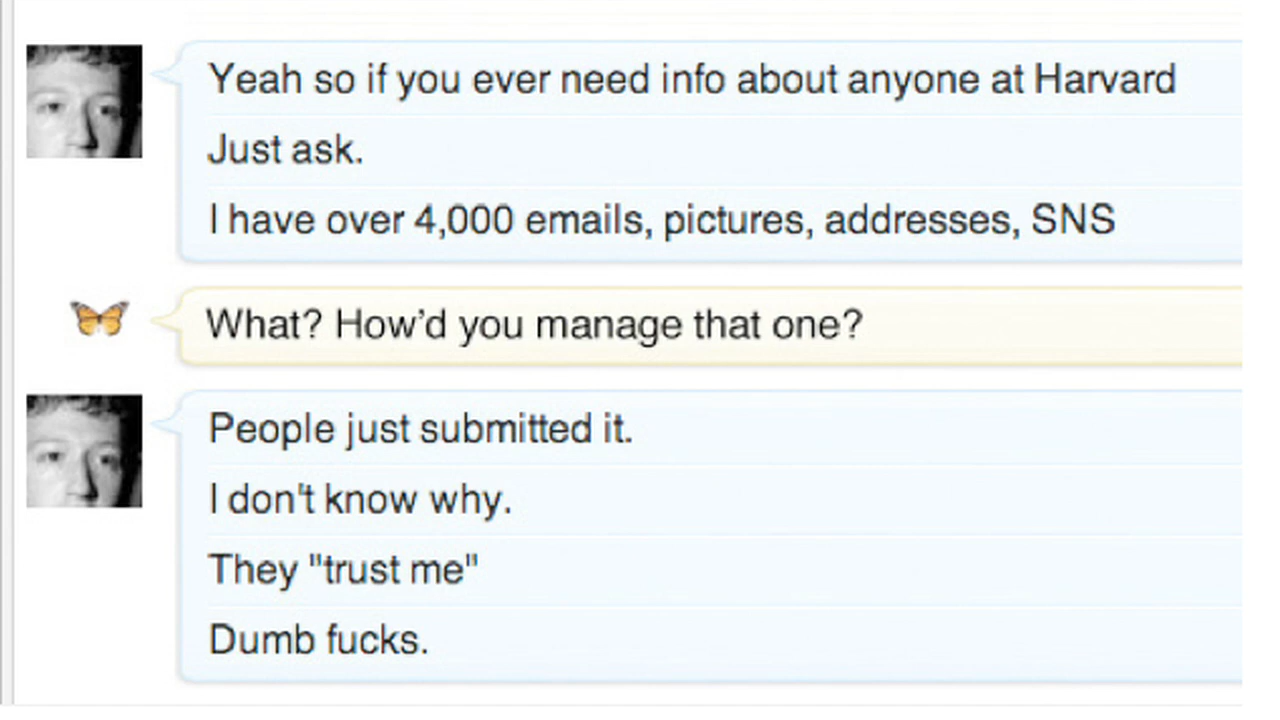 Yeah so if you ever need info about anyone at Harvard
Just ask.
I have over 4,000 emails, pictures, addresses, SNS
What? How’d you manage that one?
People just submitted it.
I don't know why.
They "trust me"
Dumb fucks.